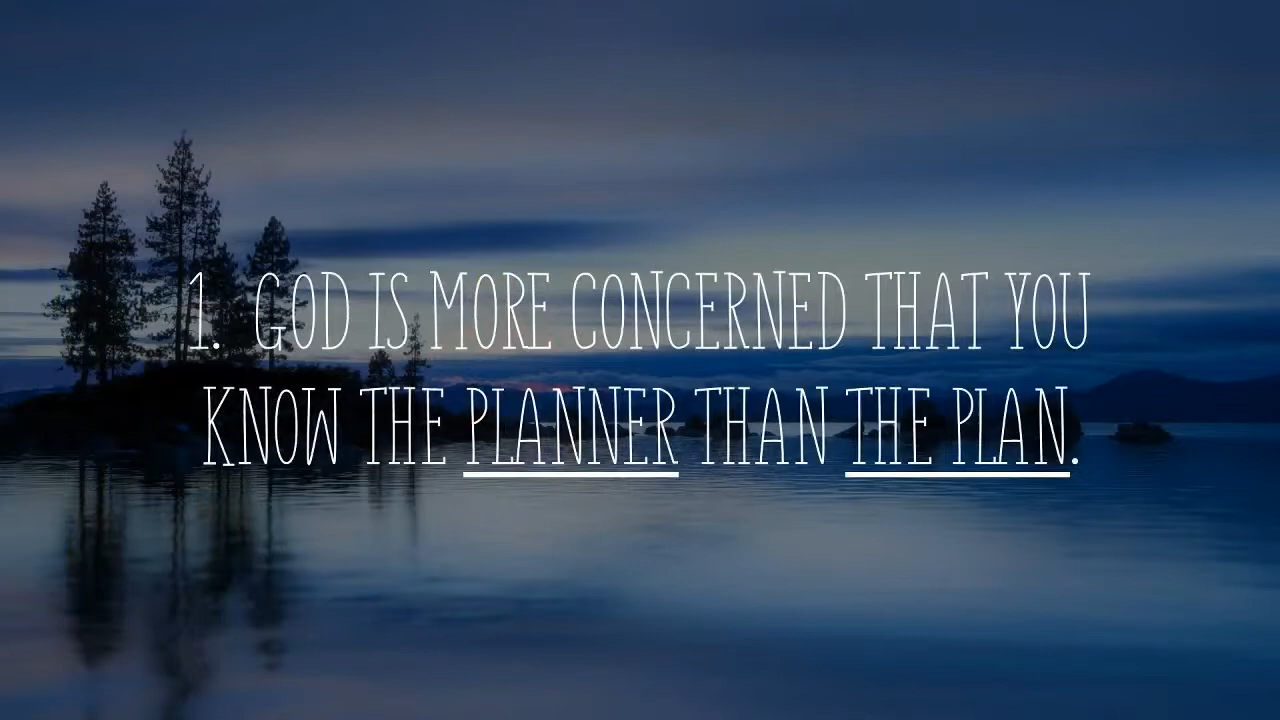 1. GOD IS MORE CONCERNED THAT YOU
KNOW THE PLANNER THAN THE PLAN.